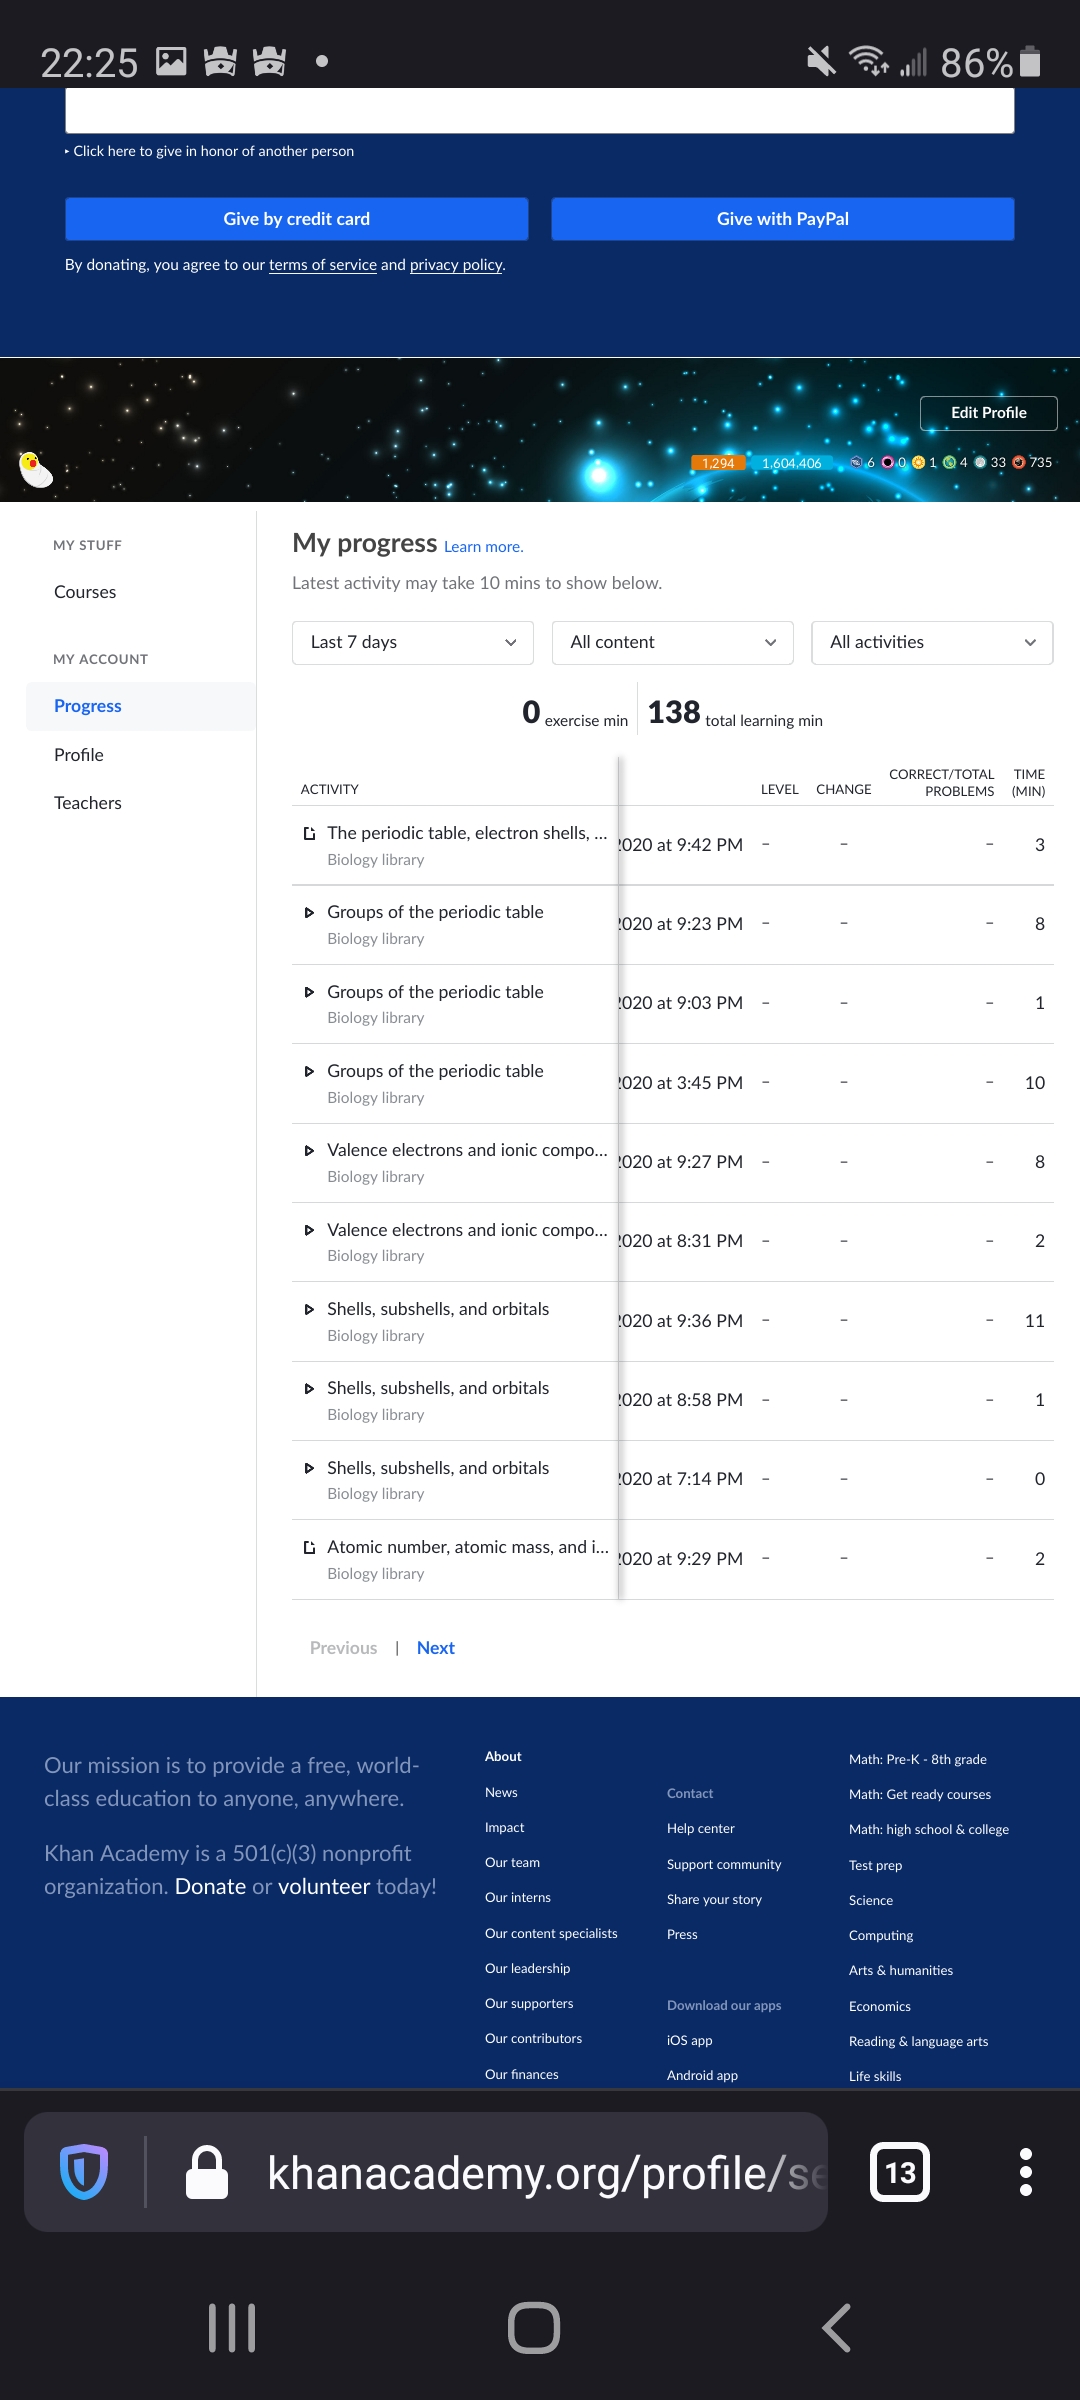 22:25
86%
Click here to give in honor of another person
Give by credit card
Give with PayPal
By donating, you agree to our terms of service and privacy policy.
Edit Profile
1,294 1,604,406 6 0 1 4 33 735
MY STUFF
Courses
MY ACCOUNT
Progress
Profile
Teachers
My progress Learn more.
Latest activity may take 10 mins to show below.
Last 7 days
All content
All activities
0 exercise min
138 total learning min
ACTIVITY LEVEL CHANGE CORRECT/TOTAL PROBLEMS TIME (MIN)
The periodic table, electron shells, ... 2020 at 9:42 PM – – – 3
Biology library
Groups of the periodic table 2020 at 9:23 PM – – – 8
Biology library
Groups of the periodic table 2020 at 9:03 PM – – – 1
Biology library
Groups of the periodic table 2020 at 3:45 PM – – – 10
Biology library
Valence electrons and ionic compo... 2020 at 9:27 PM – – – 8
Biology library
Valence electrons and ionic compo... 2020 at 8:31 PM – – – 2
Biology library
Shells, subshells, and orbitals 2020 at 9:36 PM – – – 11
Biology library
Shells, subshells, and orbitals 2020 at 8:58 PM – – – 1
Biology library
Shells, subshells, and orbitals 2020 at 7:14 PM – – – 0
Biology library
Atomic number, atomic mass, and i... 2020 at 9:29 PM – – – 2
Biology library
Previous | Next
Our mission is to provide a free, world-
class education to anyone, anywhere.
Khan Academy is a 501(c)(3) nonprofit
organization. Donate or volunteer today!
About
News
Impact
Our team
Our interns
Our content specialists
Our leadership
Our supporters
Our contributors
Our finances
Contact
Help center
Support community
Share your story
Press
Download our apps
iOS app
Android app
Math: Pre-K - 8th grade
Math: Get ready courses
Math: high school & college
Test prep
Science
Computing
Arts & humanities
Economics
Reading & language arts
Life skills
khanacademy.org/profile/se
13